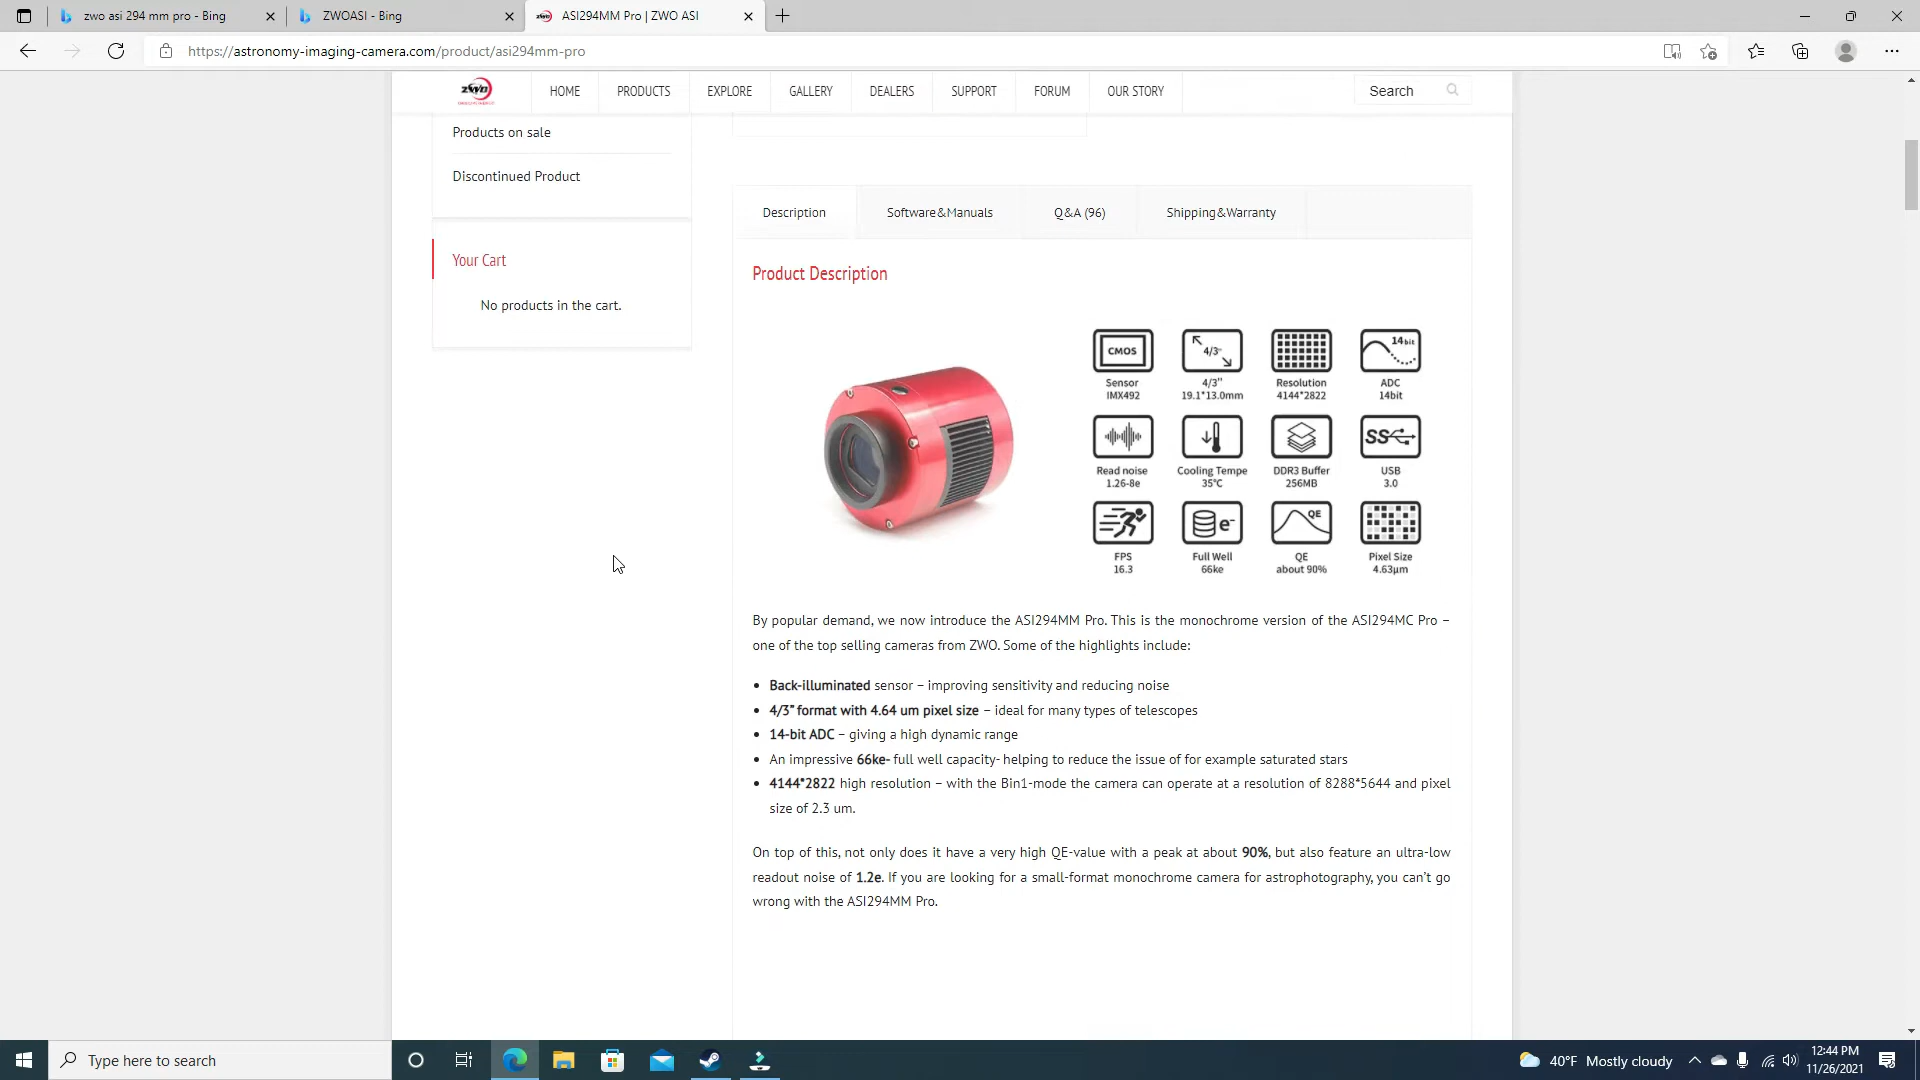 zwo asi 294 mm pro - Bing
ZWOASI - Bing
ASI294MM Pro | ZWO ASI
https://astronomy-imaging-camera.com/product/asi294mm-pro
ZWO
HOME
PRODUCTS
EXPLORE
GALLERY
DEALERS
SUPPORT
FORUM
OUR STORY
Search
Products on sale
Discontinued Product
Your Cart
No products in the cart.
Description
Software&Manuals
Q&A (96)
Shipping&Warranty
Product Description
CMOS
4/3"
14bit
Sensor
IMX492
4/3''
19.1*13.0mm
Resolution
4144*2822
ADC
14bit
SS
Read noise
1.26-8e
Cooling Tempe
35°C
DDR3 Buffer
256MB
USB
3.0
e-
QE
FPS
16.3
Full Well
66ke
QE
about 90%
Pixel Size
4.63μm
By popular demand, we now introduce the ASI294MM Pro. This is the monochrome version of the ASI294MC Pro –
one of the top selling cameras from ZWO. Some of the highlights include:
• Back-illuminated sensor – improving sensitivity and reducing noise
• 4/3" format with 4.64 um pixel size – ideal for many types of telescopes
• 14-bit ADC – giving a high dynamic range
• An impressive 66ke- full well capacity- helping to reduce the issue of for example saturated stars
• 4144*2822 high resolution – with the Bin1-mode the camera can operate at a resolution of 8288*5644 and pixel
size of 2.3 um.
On top of this, not only does it have a very high QE-value with a peak at about 90%, but also feature an ultra-low
readout noise of 1.2e. If you are looking for a small-format monochrome camera for astrophotography, you can't go
wrong with the ASI294MM Pro.
Type here to search
40°F Mostly cloudy
12:44 PM
11/26/2021